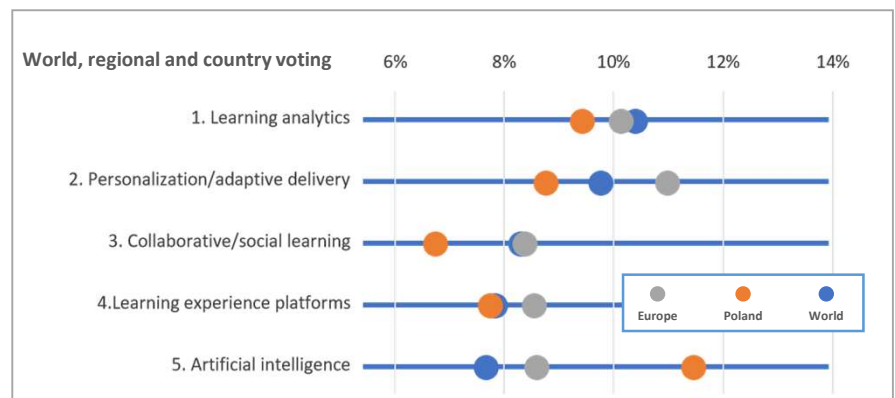 World, regional and country voting 6% 8% 10% 12% 14%
1. Learning analytics
2. Personalization/adaptive delivery
3. Collaborative/social learning
4.Learning experience platforms
Europe Poland World
5. Artificial intelligence